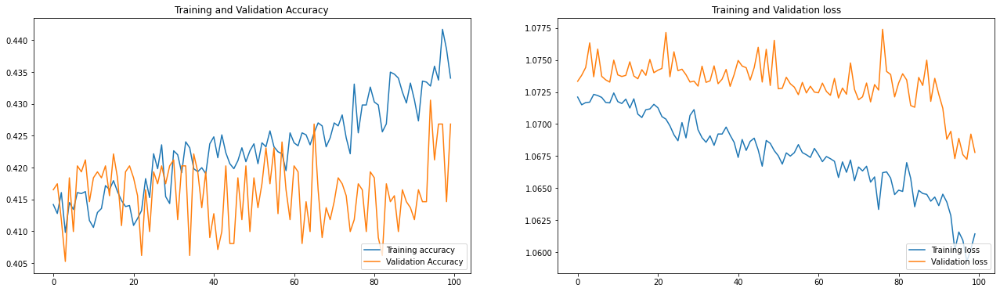 Training and Validation Accuracy
0.440
0.435
0.430
0.425
0.420
0.415
0.410
0.405
0 20 40 60 80 100
Training accuracy
Validation Accuracy
Training and Validation loss
1.0775
1.0750
1.0725
1.0700
1.0675
1.0650
1.0625
1.0600
0 20 40 60 80 100
Training loss
Validation loss